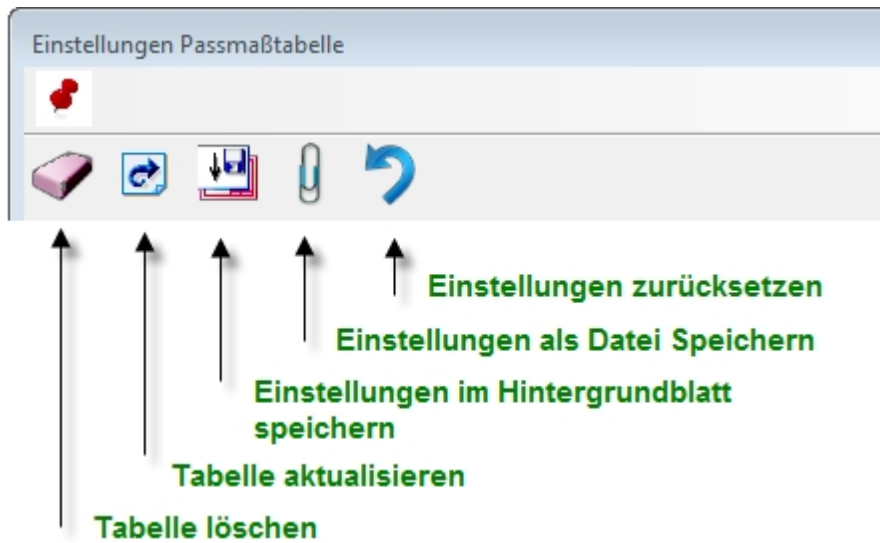 Einstellungen Passmaßtabelle
Einstellungen zurücksetzen
Einstellungen als Datei Speichern
Einstellungen im Hintergrundblatt
speichern
Tabelle aktualisieren
Tabelle löschen